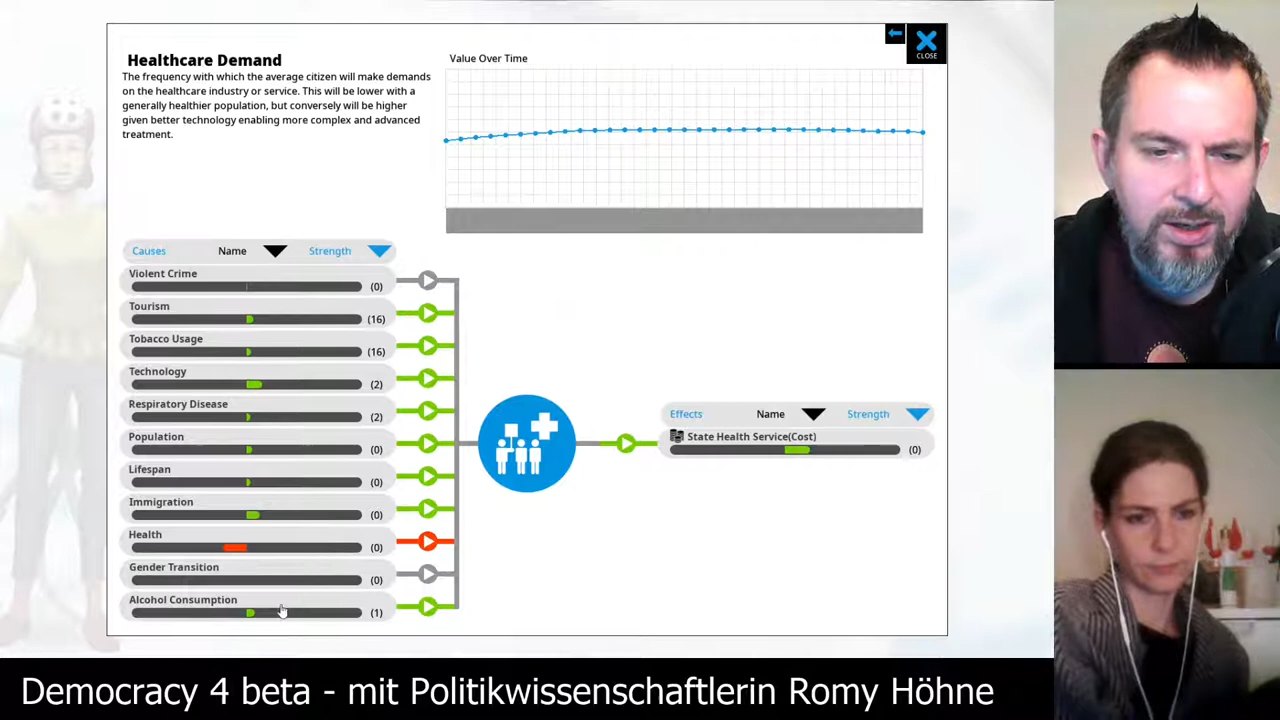 Healthcare Demand
The frequency with which the average citizen will make demands
on the healthcare industry or service. This will be lower with a
generally healthier population, but conversely will be higher
given better technology enabling more complex and advanced
treatment.
Value Over Time
CLOSE
Causes Name Strength
Violent Crime
(0)
Tourism
(16)
Tobacco Usage
(16)
Technology
(2)
Respiratory Disease
(2)
Population
(0)
Lifespan
(0)
Immigration
(0)
Health
(0)
Gender Transition
(0)
Alcohol Consumption
(1)
Effects Name Strength
State Health Service(Cost)
(0)
Democracy 4 beta - mit Politikwissenschaftlerin Romy Höhne